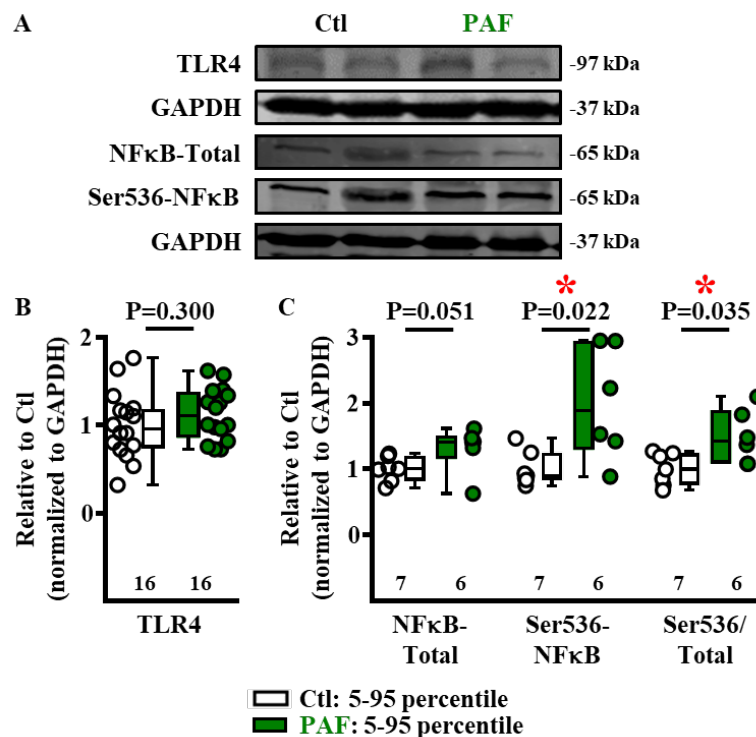 A
Ctl PAF
TLR4 -97 kDa
GAPDH -37 kDa
NFκB-Total -65 kDa
Ser536-NFκB -65 kDa
GAPDH -37 kDa
B
P=0.300
Relative to Ctl
(normalized to GAPDH)
2
1
0
16 16
TLR4
C
* *
P=0.051 P=0.022 P=0.035
Relative to Ctl
(normalized to GAPDH)
3
2
1
0
7 6 7 6 7 6
NFκB- Ser536- Ser536/
Total NFκB Total
Ctl: 5-95 percentile
PAF: 5-95 percentile